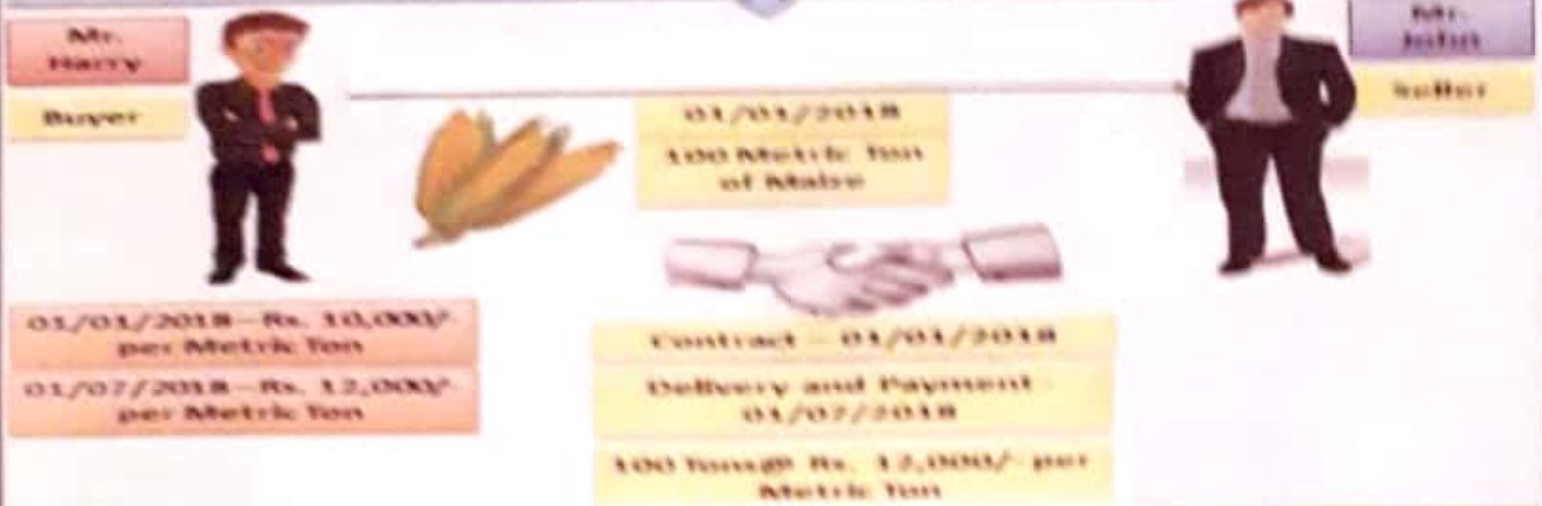 Mr.
Harry
Buyer
Mr.
John
Seller
01/01/2018
100 Metric Ton
of Maize
01/01/2018—Rs. 10,000/-
per Metric Ton
01/07/2018—Rs. 12,000/-
per Metric Ton
Contract – 01/01/2018
Delivery and Payment -
01/07/2018
100 Tons@ Rs. 12,000/- per
Metric Ton